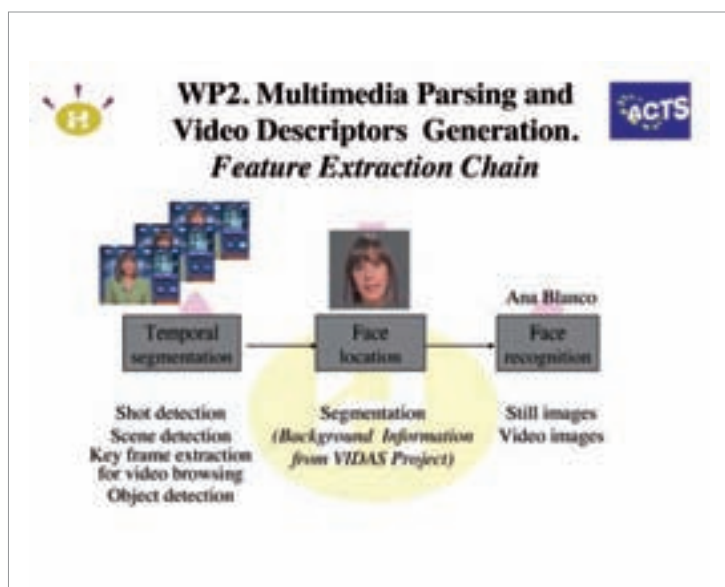 WP2. Multimedia Parsing and
Video Descriptors Generation.
Feature Extraction Chain
ACTS
Ana Blanco
Temporal
segmentation
Face
location
Face
recognition
Shot detection
Scene detection
Key frame extraction
for video browsing
Object detection
Segmentation
(Background Information
from VIDAS Project)
Still images
Video images